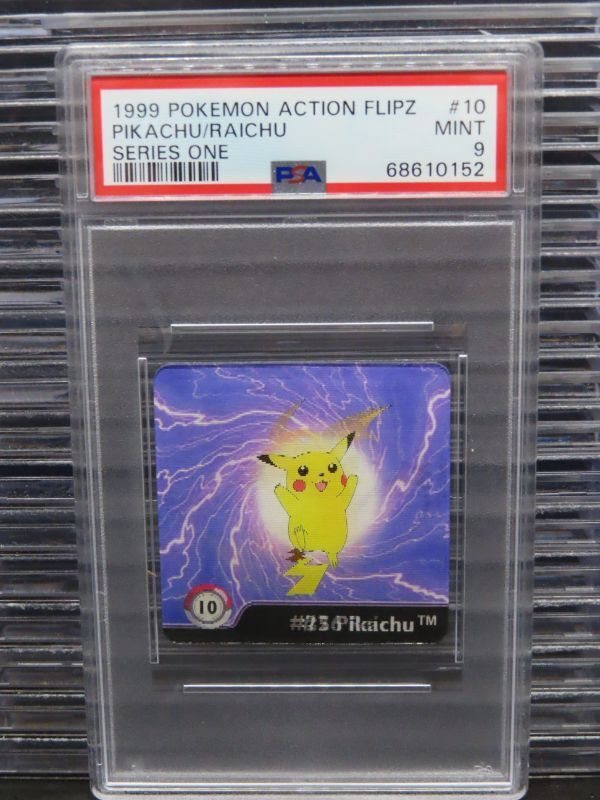 1999 POKEMON ACTION FLIPZ #10
PIKACHU/RAICHU MINT
SERIES ONE 9
PSA 68610152
10
Pikachu™